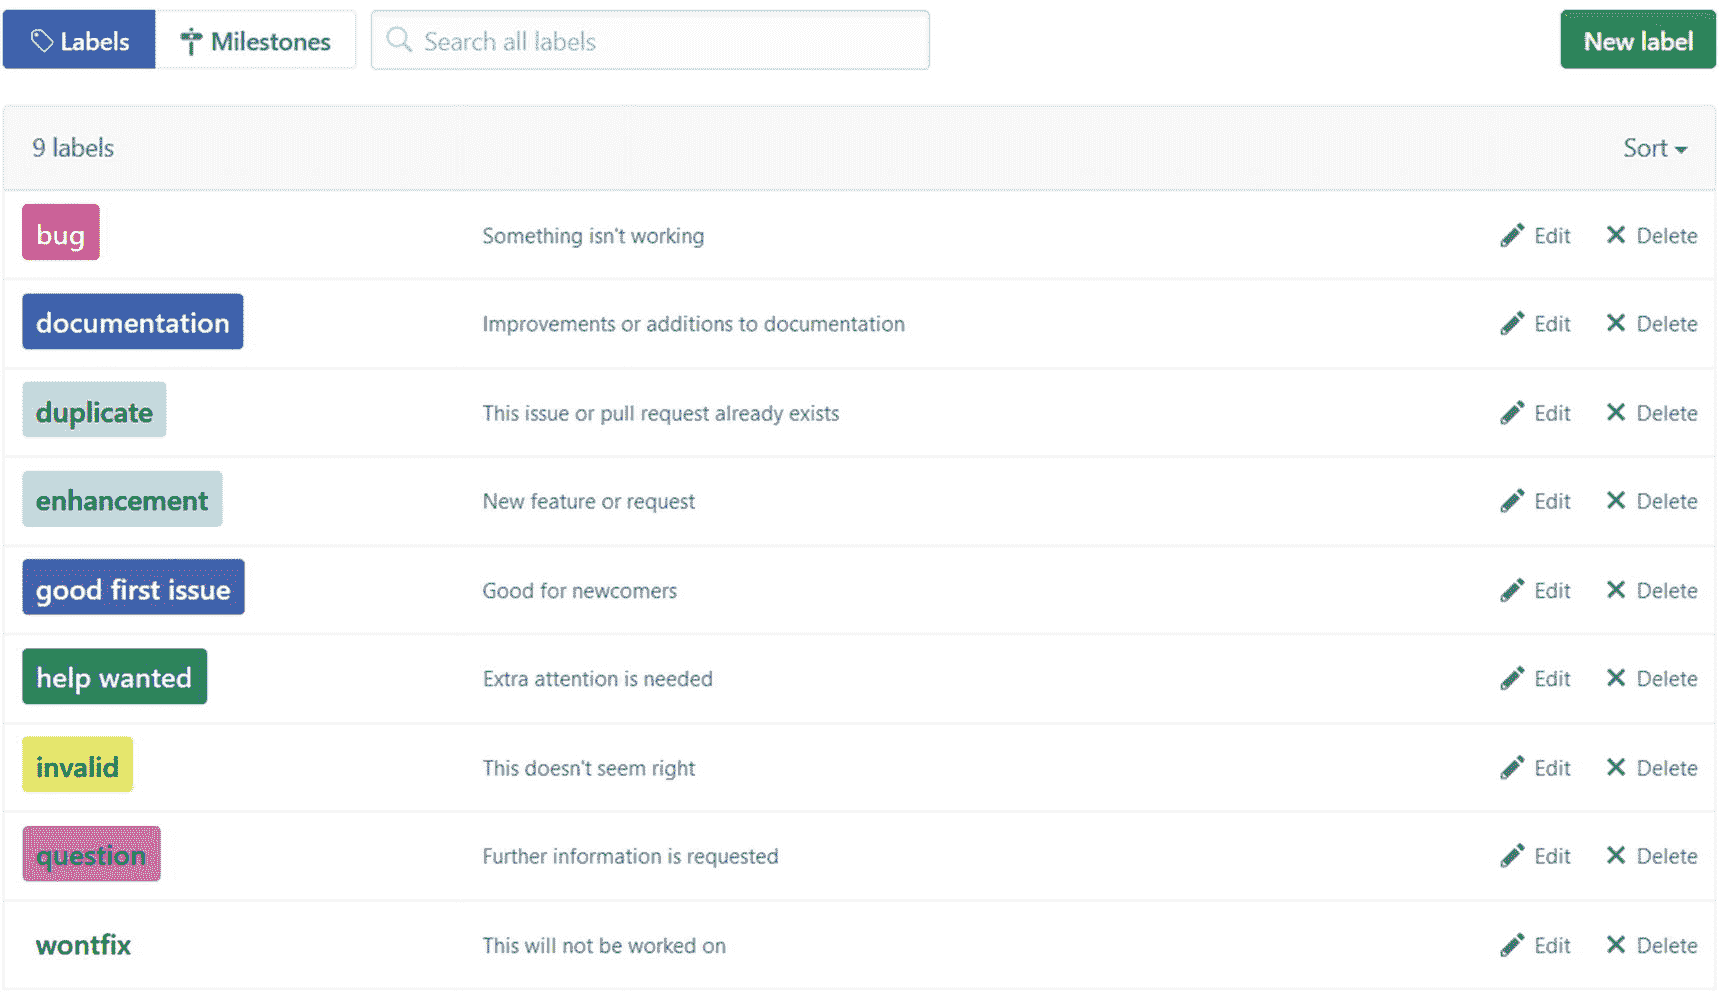 Labels Milestones Search all labels New label
9 labels Sort
bug Something isn't working Edit Delete
documentation Improvements or additions to documentation Edit Delete
duplicate This issue or pull request already exists Edit Delete
enhancement New feature or request Edit Delete
good first issue Good for newcomers Edit Delete
help wanted Extra attention is needed Edit Delete
invalid This doesn't seem right Edit Delete
question Further information is requested Edit Delete
wontfix This will not be worked on Edit Delete